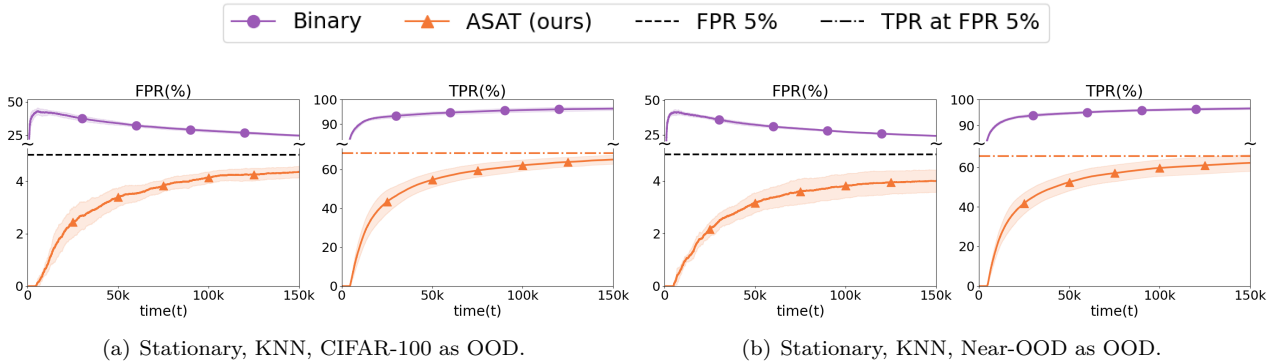 Binary ASAT (ours) FPR 5% TPR at FPR 5%
FPR(%)
50
25
≈
4
2
0
0 50k 100k 150k
time(t)
TPR(%)
100
90
≈
60
40
20
0
0 50k 100k 150k
time(t)
(a) Stationary, KNN, CIFAR-100 as OOD.
FPR(%)
50
25
≈
4
2
0
0 50k 100k 150k
time(t)
TPR(%)
100
90
≈
60
40
20
0
0 50k 100k 150k
time(t)
(b) Stationary, KNN, Near-OOD as OOD.